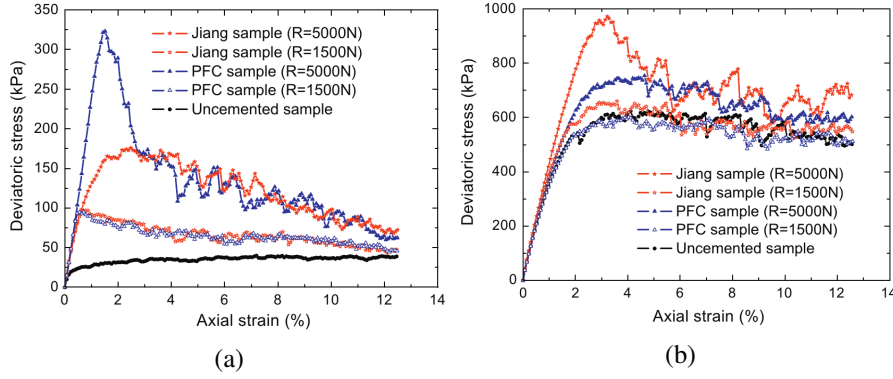 (a)
350
300
250
200
150
100
50
0
Deviatoric stress (kPa)
0 2 4 6 8 10 12 14
Axial strain (%)
Jiang sample (R=5000N)
Jiang sample (R=1500N)
PFC sample (R=5000N)
PFC sample (R=1500N)
Uncemented sample
(a)
(b)
1000
800
600
400
200
0
Deviatoric stress (kPa)
0 2 4 6 8 10 12 14
Axial strain (%)
Jiang sample (R=5000N)
Jiang sample (R=1500N)
PFC sample (R=5000N)
PFC sample (R=1500N)
Uncemented sample
(b)